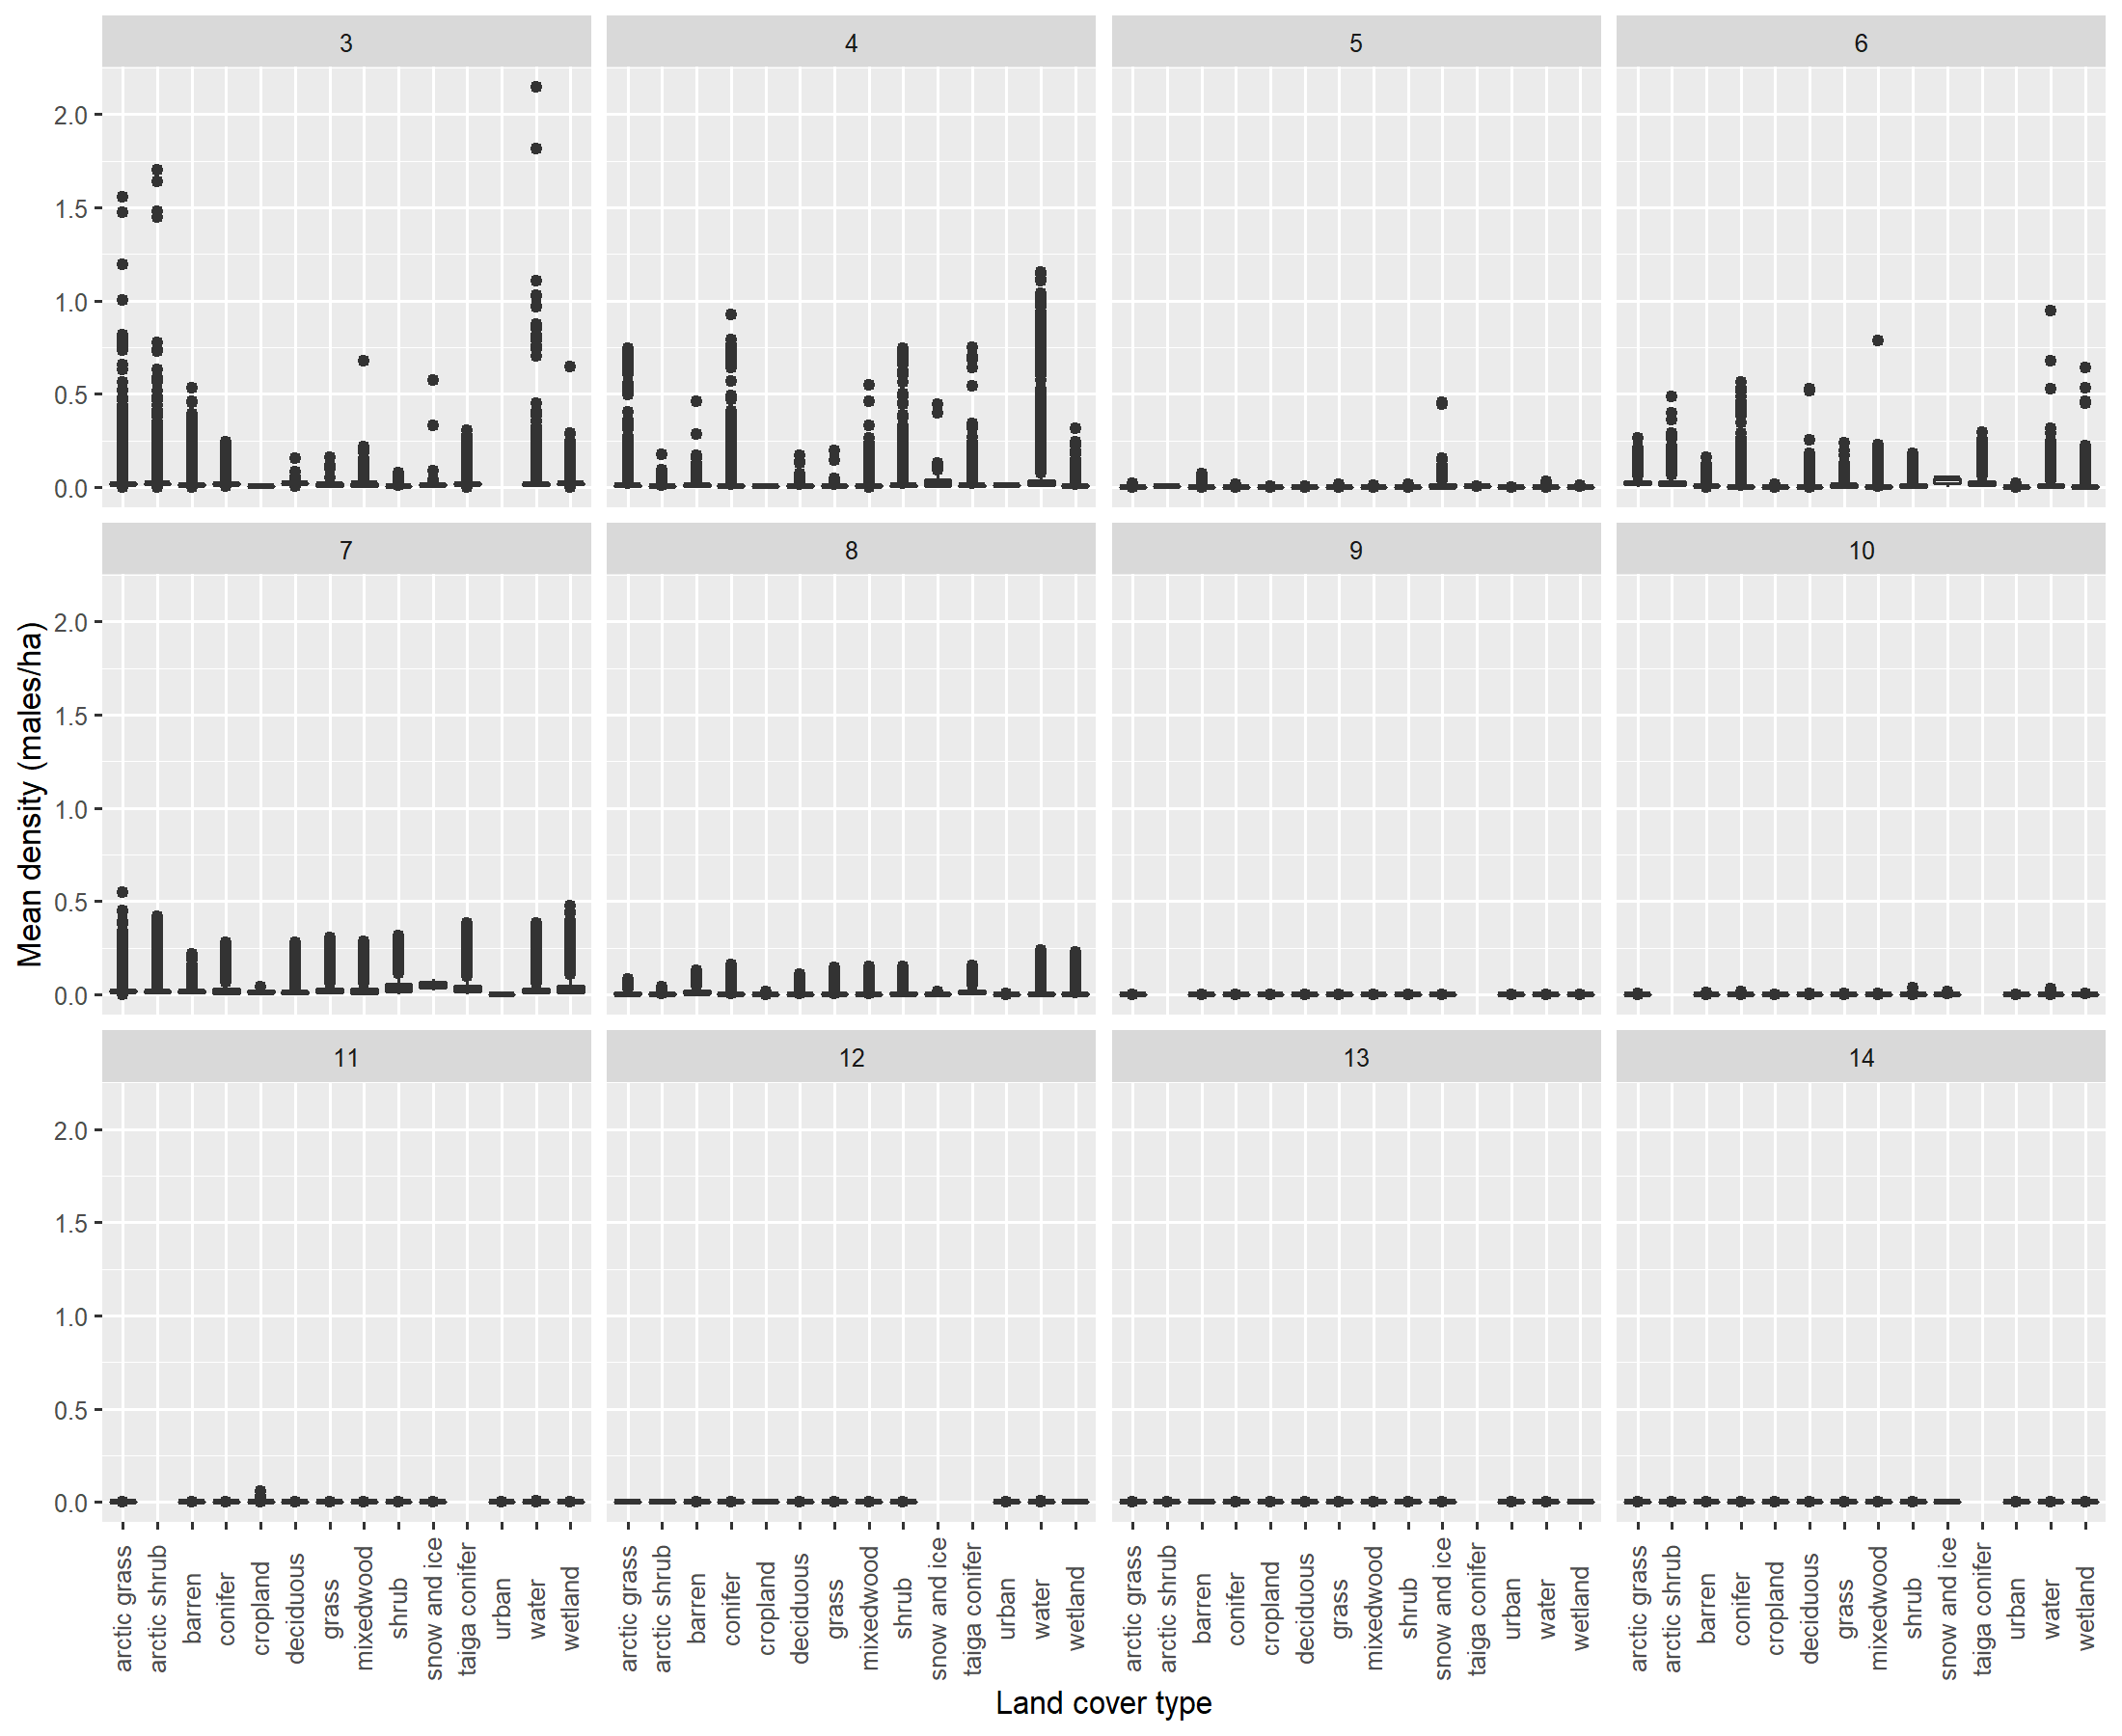 3 4 5 6
2.0
1.5
1.0
0.5
0.0
7 8 9 10
2.0
1.5
1.0
0.5
0.0
Mean density (males/ha)
11 12 13 14
2.0
1.5
1.0
0.5
0.0
arctic grass arctic shrub barren conifer cropland deciduous grass mixedwood shrub snow and ice taiga conifer urban water wetland
arctic grass arctic shrub barren conifer cropland deciduous grass mixedwood shrub snow and ice taiga conifer urban water wetland
arctic grass arctic shrub barren conifer cropland deciduous grass mixedwood shrub snow and ice taiga conifer urban water wetland
arctic grass arctic shrub barren conifer cropland deciduous grass mixedwood shrub snow and ice taiga conifer urban water wetland
Land cover type